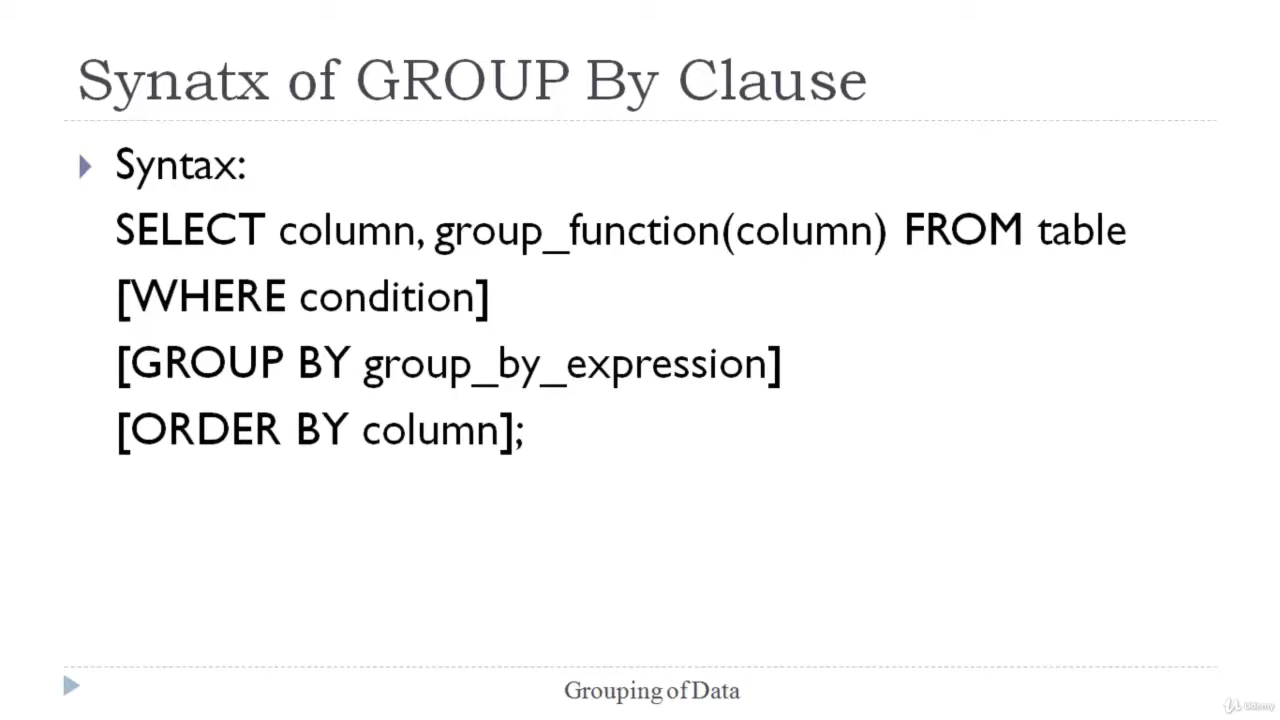 Synatx of GROUP By Clause
Syntax:
SELECT column, group_function(column) FROM table
[WHERE condition]
[GROUP BY group_by_expression]
[ORDER BY column];
Grouping of Data
Udemy